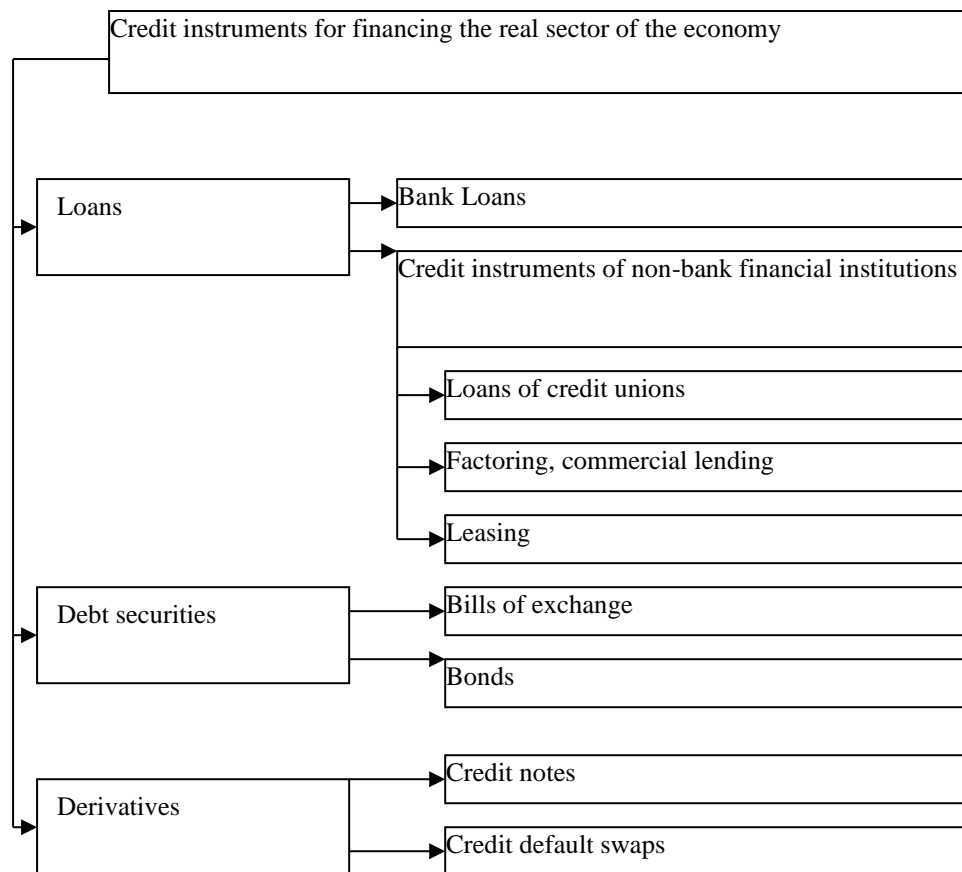 Credit instruments for financing the real sector of the economy
Loans
Bank Loans
Credit instruments of non-bank financial institutions
Loans of credit unions
Factoring, commercial lending
Leasing
Debt securities
Bills of exchange
Bonds
Derivatives
Credit notes
Credit default swaps